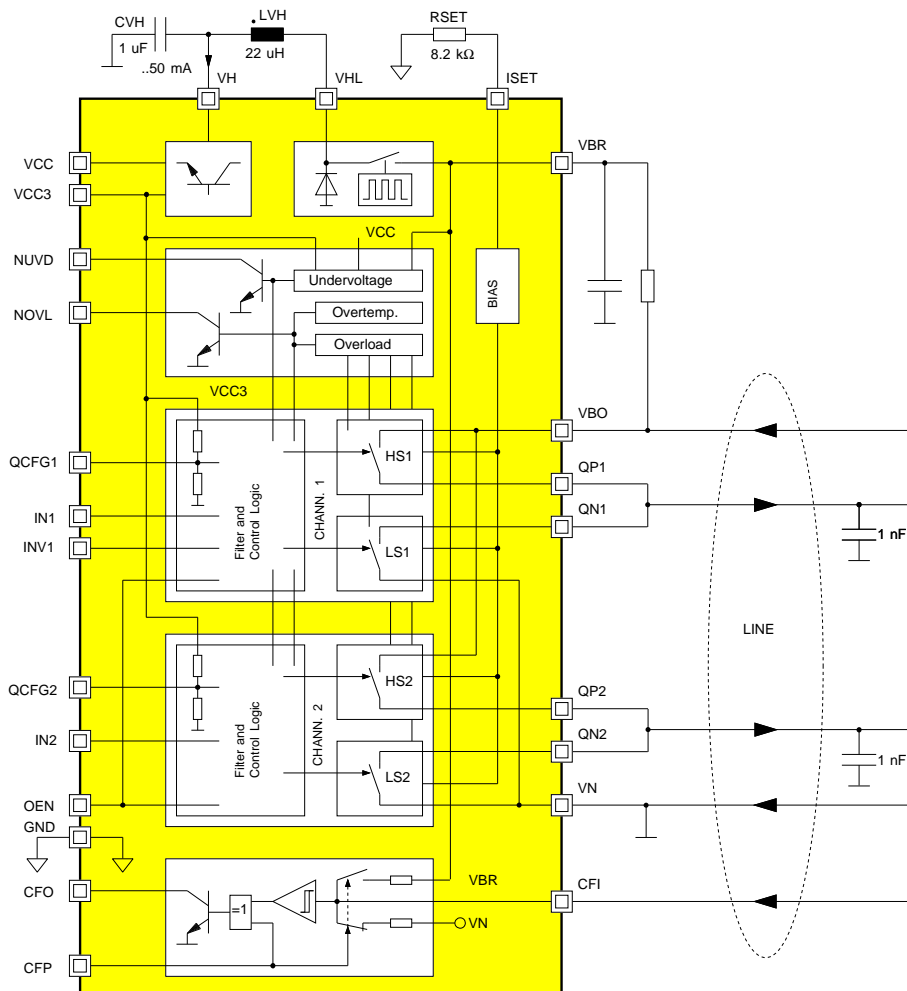 CVH
1 uF
..50 mA
LVH
22 uH
RSET
8.2 kΩ
VH
VHL
ISET
VCC
VCC3
VBR
NUVD
NOVL
VCC
Undervoltage
Overtemp.
Overload
BIAS
VCC3
VBO
QCFG1
IN1
INV1
Filter and
Control Logic
CHANN. 1
HS1
LS1
QP1
QN1
1 nF
LINE
QCFG2
IN2
OEN
GND
Filter and
Control Logic
CHANN. 2
HS2
LS2
QP2
QN2
1 nF
VN
CFO
CFP
=1
VBR
VN
CFI